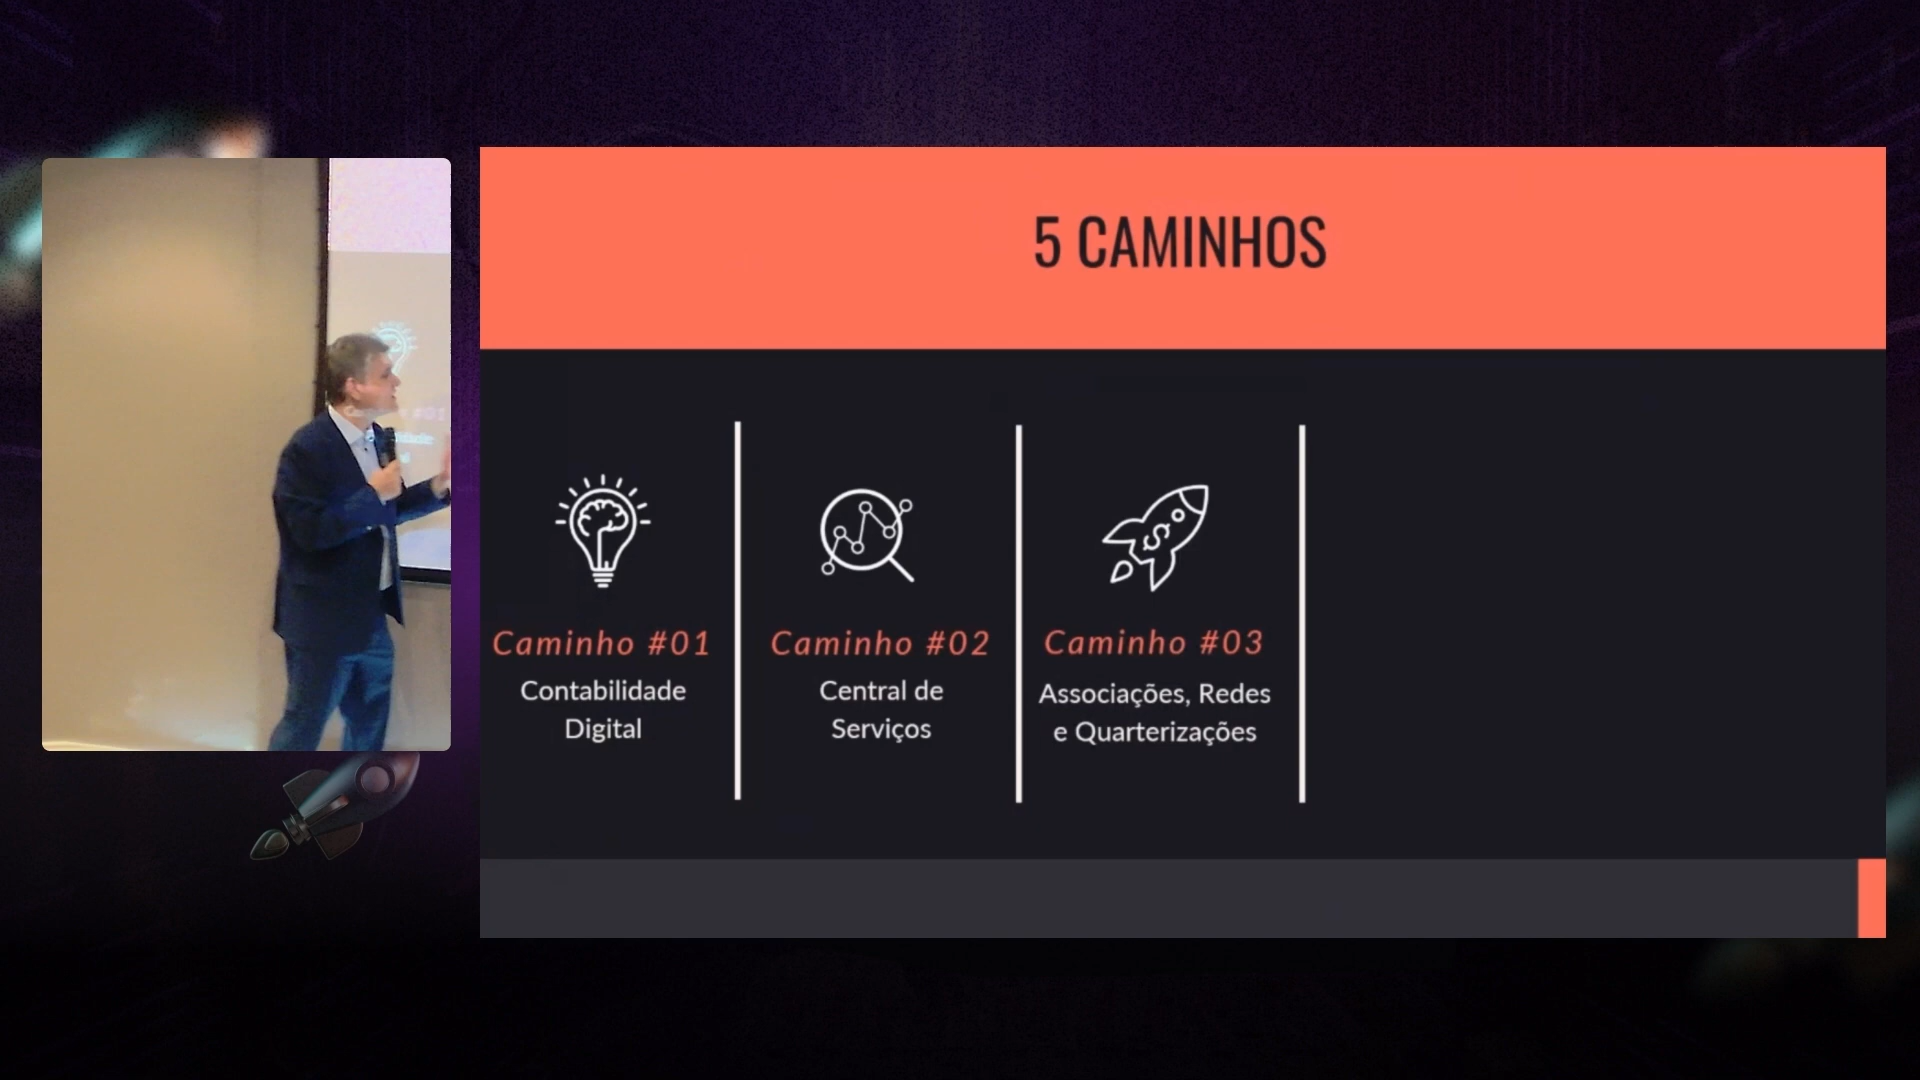 5 CAMINHOS
Caminho #01
Contabilidade
Digital
Caminho #02
Central de
Serviços
Caminho #03
Associações, Redes
e Quarterizações